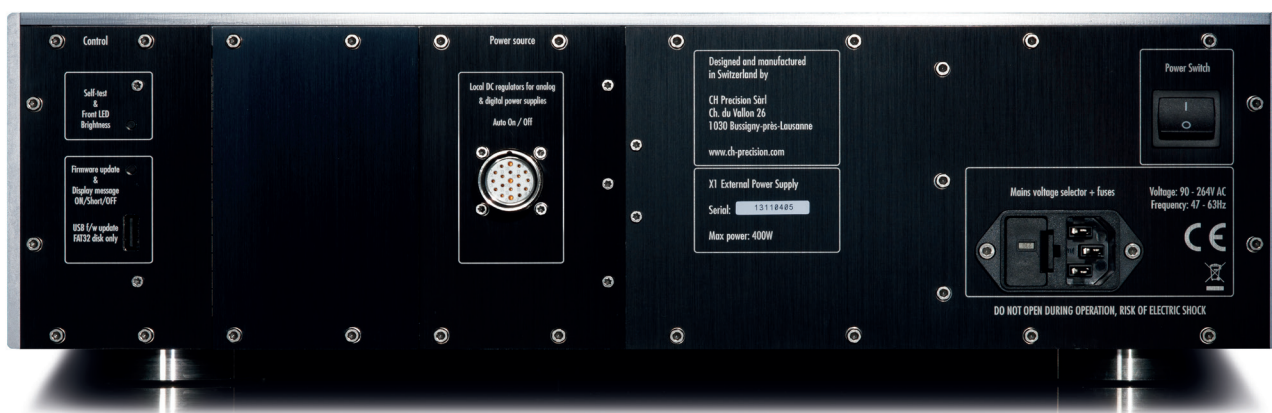 Control
Self-test
&
Front LED
Brightness
Firmware update
&
Display message
ON/Short/OFF
USB f/w update
FAT32 disk only
Power source
Local DC regulators for analog
& digital power supplies
Auto On / Off
Designed and manufactured
in Switzerland by
CH Precision Sàrl
Ch. du Vallon 26
1030 Bussigny-près-Lausanne
www.ch-precision.com
X1 External Power Supply
Serial: 13110405
Max power: 400W
Power Switch
I
O
Mains voltage selector + fuses
Voltage: 90 - 264V AC
Frequency: 47 - 63Hz
CE
DO NOT OPEN DURING OPERATION, RISK OF ELECTRIC SHOCK